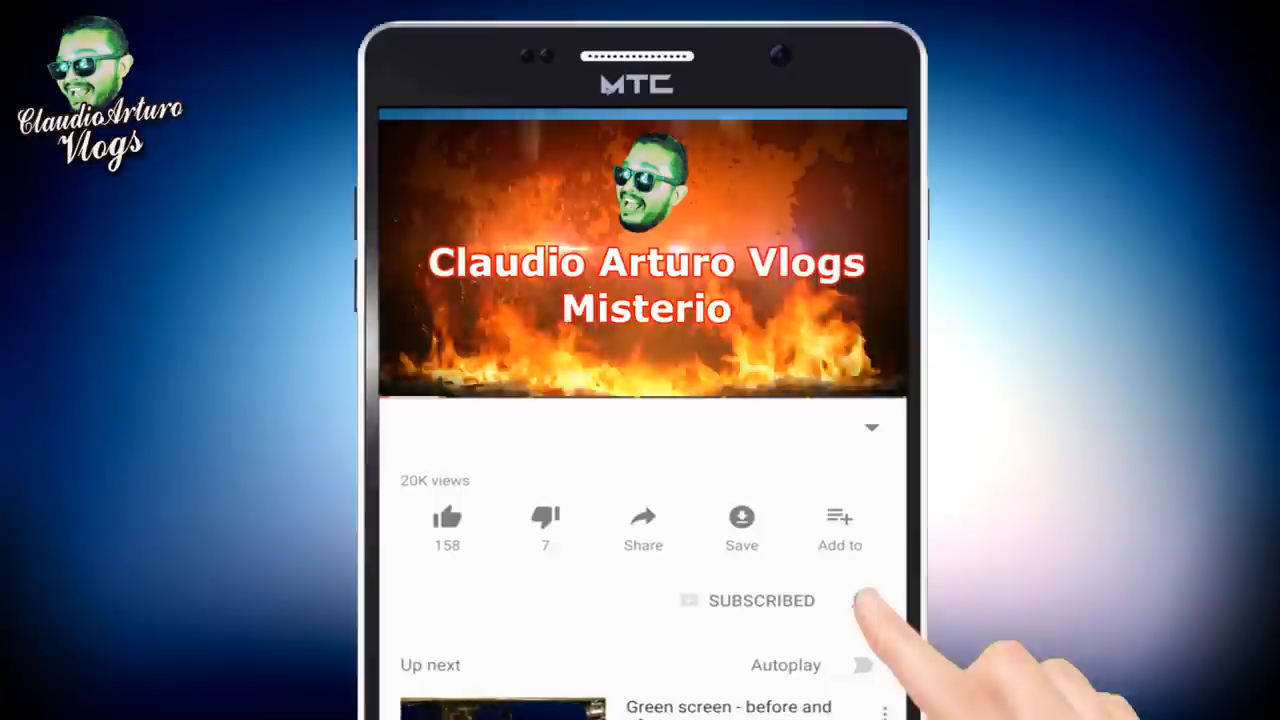 ClaudioArturo
Vlogs
MTC
Claudio Arturo Vlogs
Misterio
20K views
158
7
Share
Save
Add to
SUBSCRIBED
Up next
Autoplay
Green screen - before and